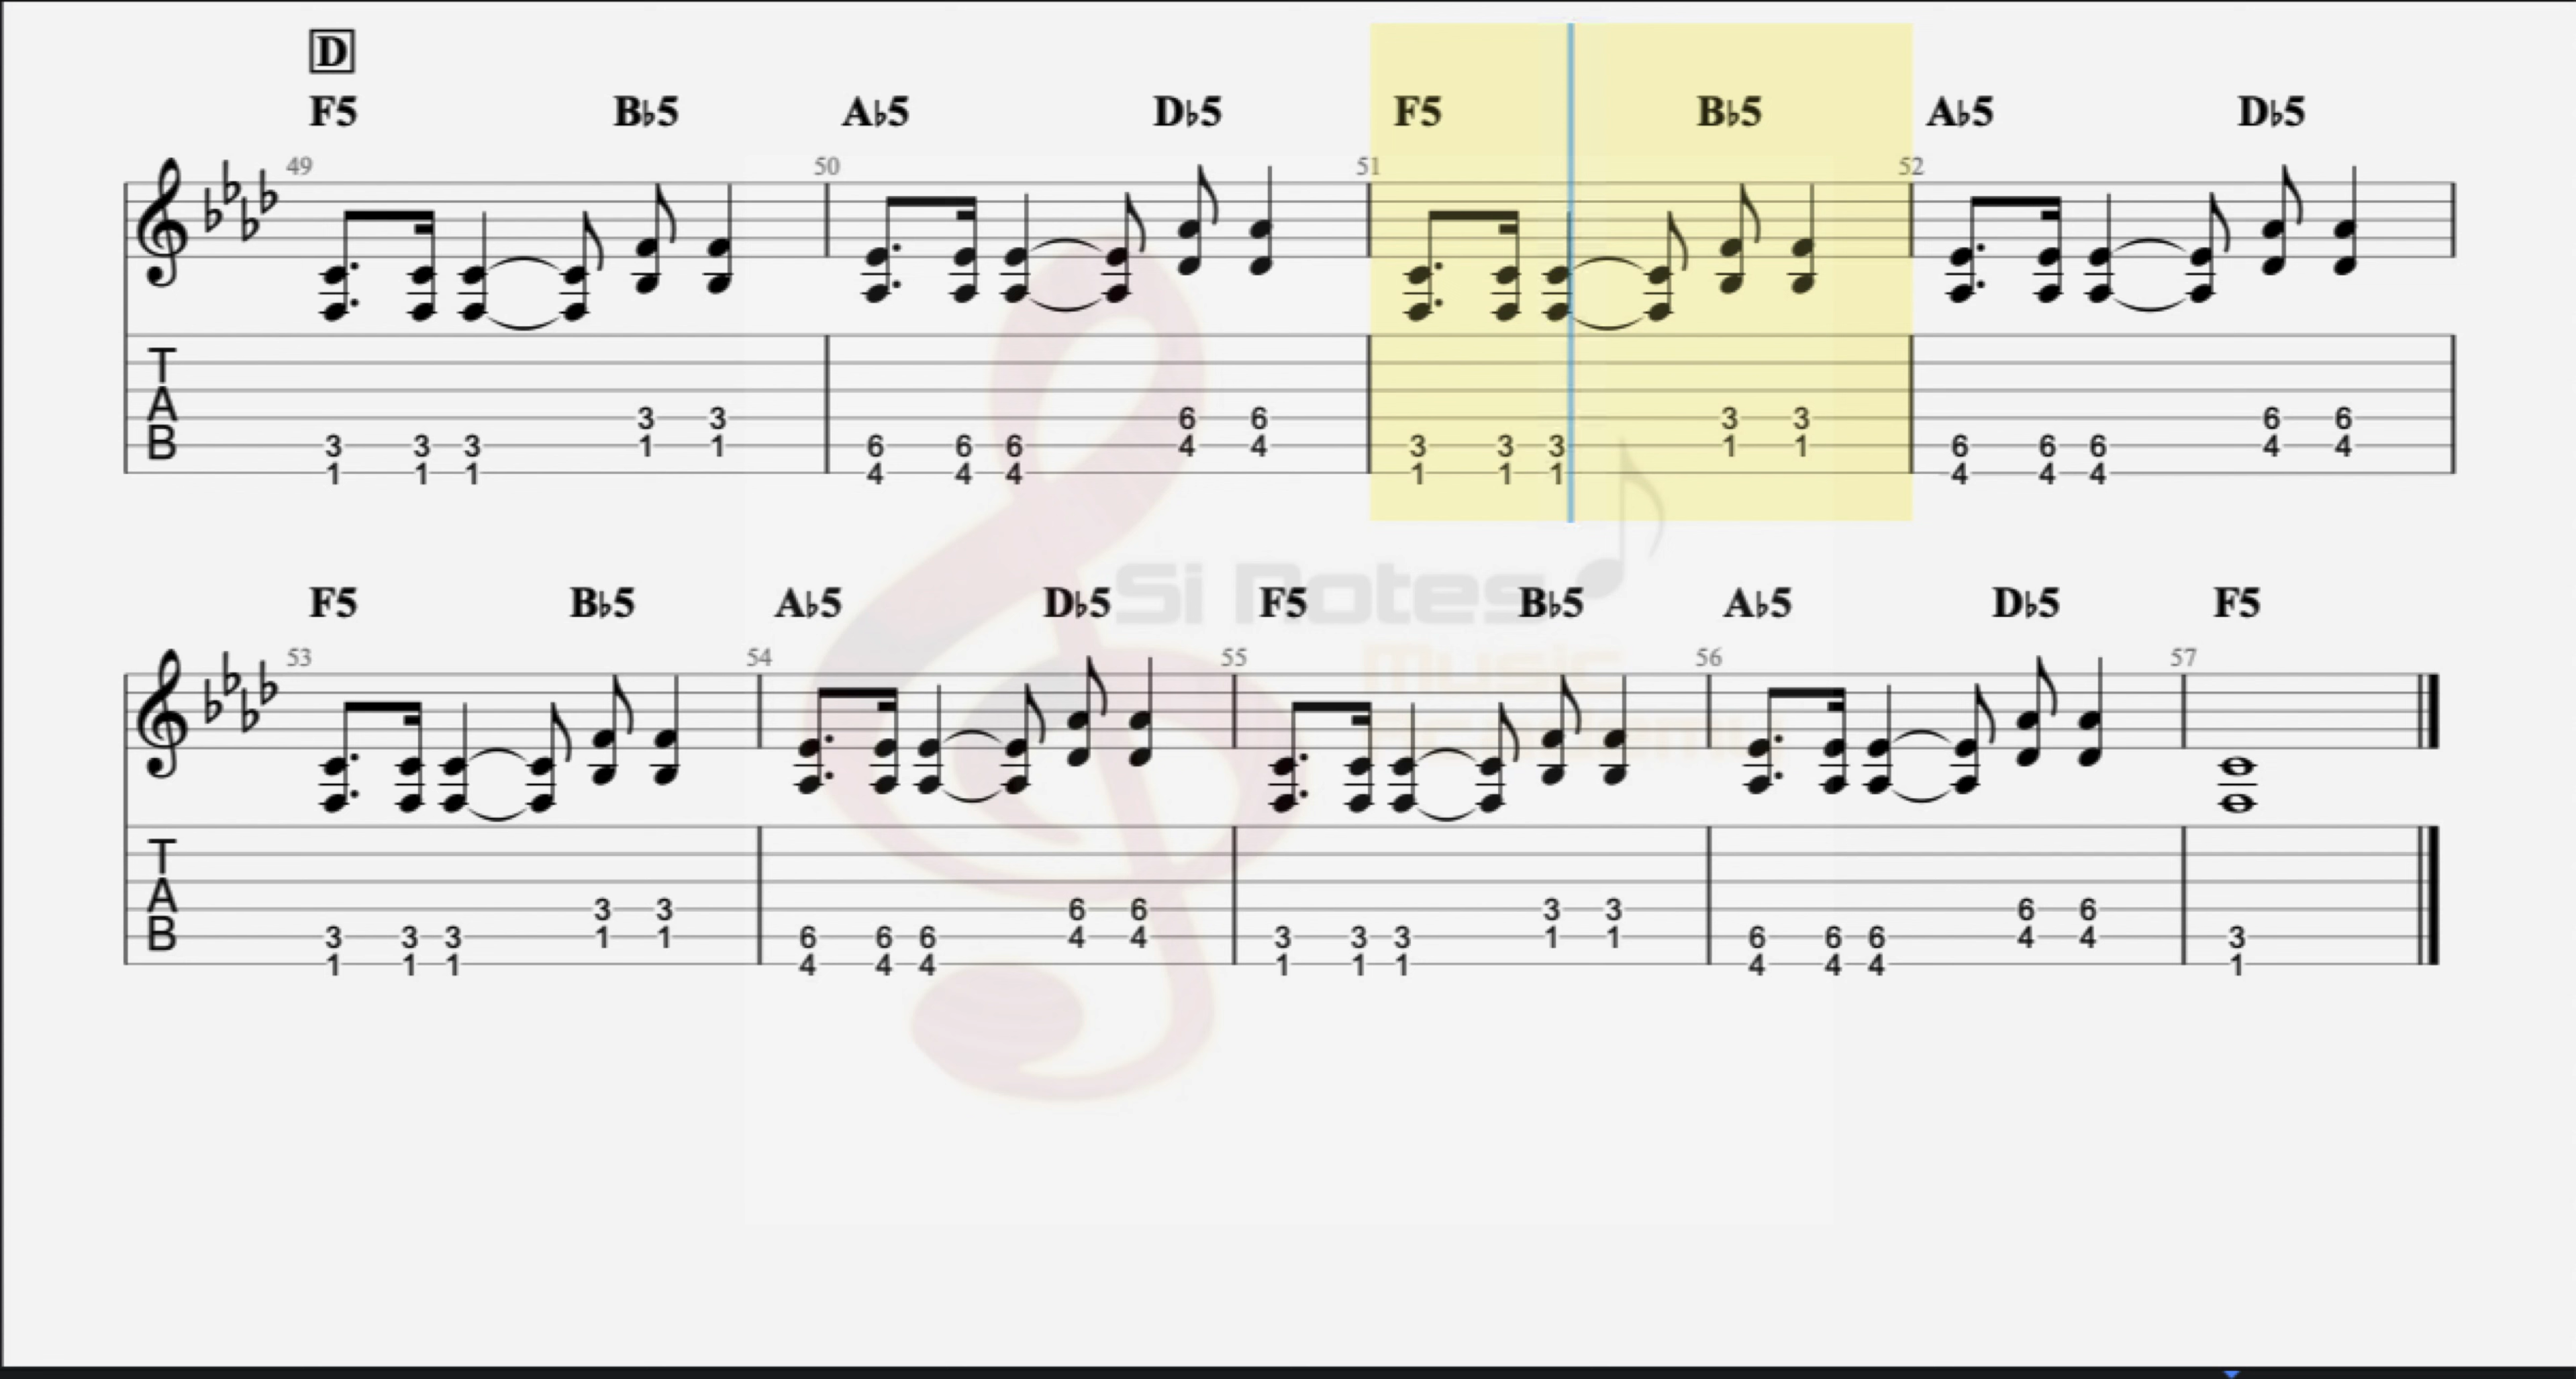 D
F5 B♭5 A♭5 D♭5 F5 B♭5 A♭5 D♭5
49 50 51 52
T
A
B
3 3 6 6 3 3 6 6
3 3 3 1 1 6 6 6 4 4 3 3 3 1 1 6 6 6 4 4
1 1 1 4 4 4 1 1 1 4 4 4
Si Notes
Music
F5 B♭5 A♭5 D♭5 F5 B♭5 A♭5 D♭5 F5
53 54 55 56 57
T
A
B
3 3 6 6 3 3 6 6
3 3 3 1 1 6 6 6 4 4 3 3 3 1 1 6 6 6 4 4 3
1 1 1 4 4 4 1 1 1 4 4 4 1